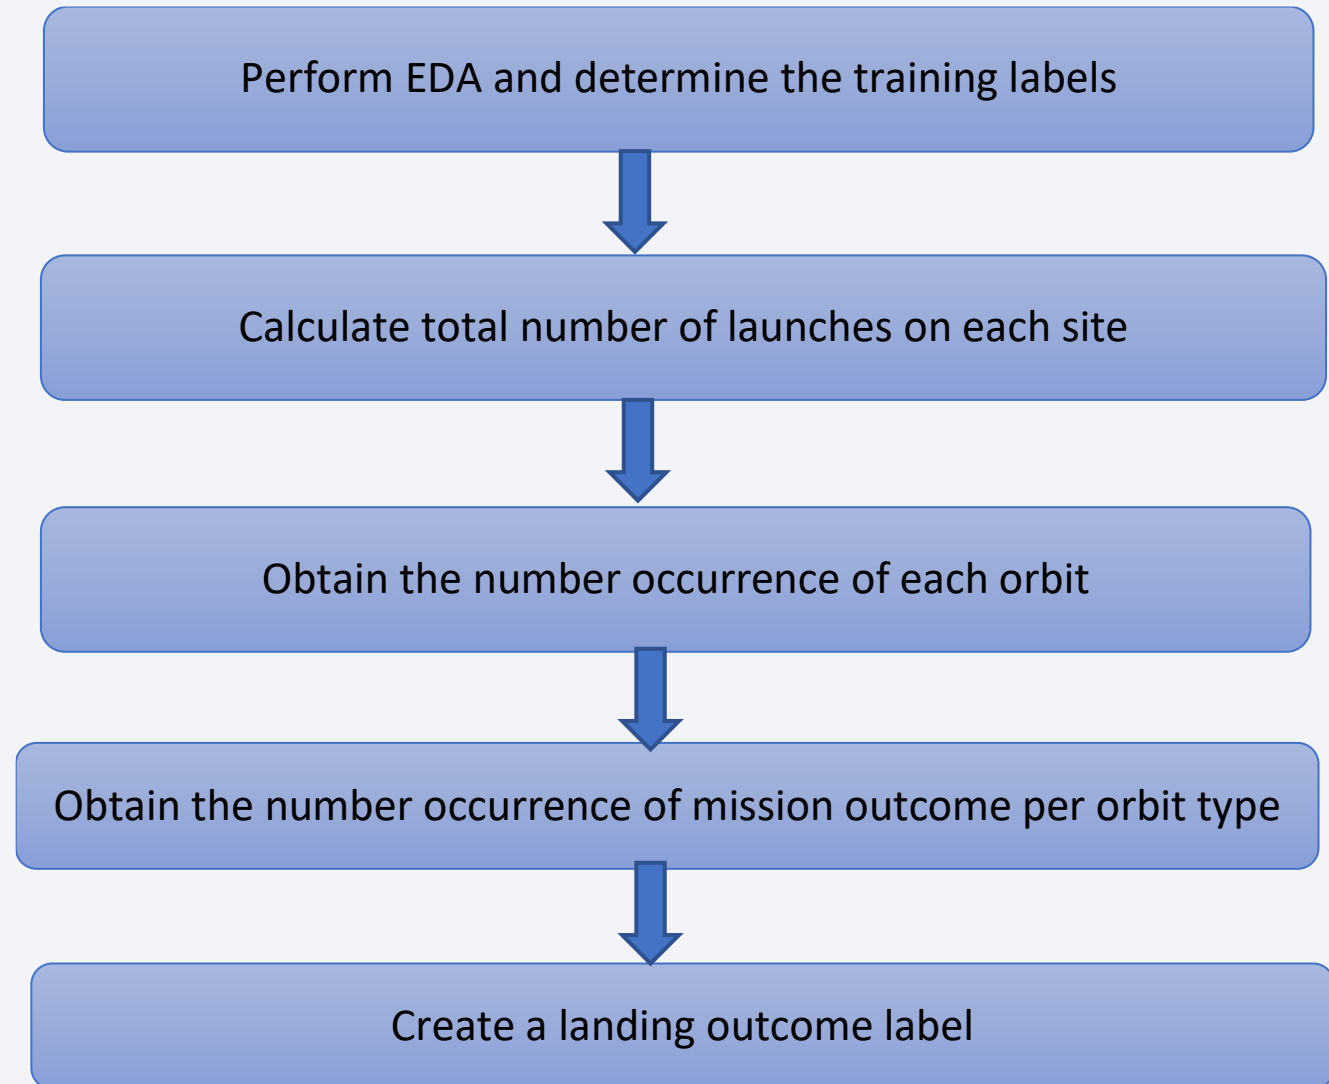 Perform EDA and determine the training labels
Calculate total number of launches on each site
Obtain the number occurrence of each orbit
Obtain the number occurrence of mission outcome per orbit type
Create a landing outcome label